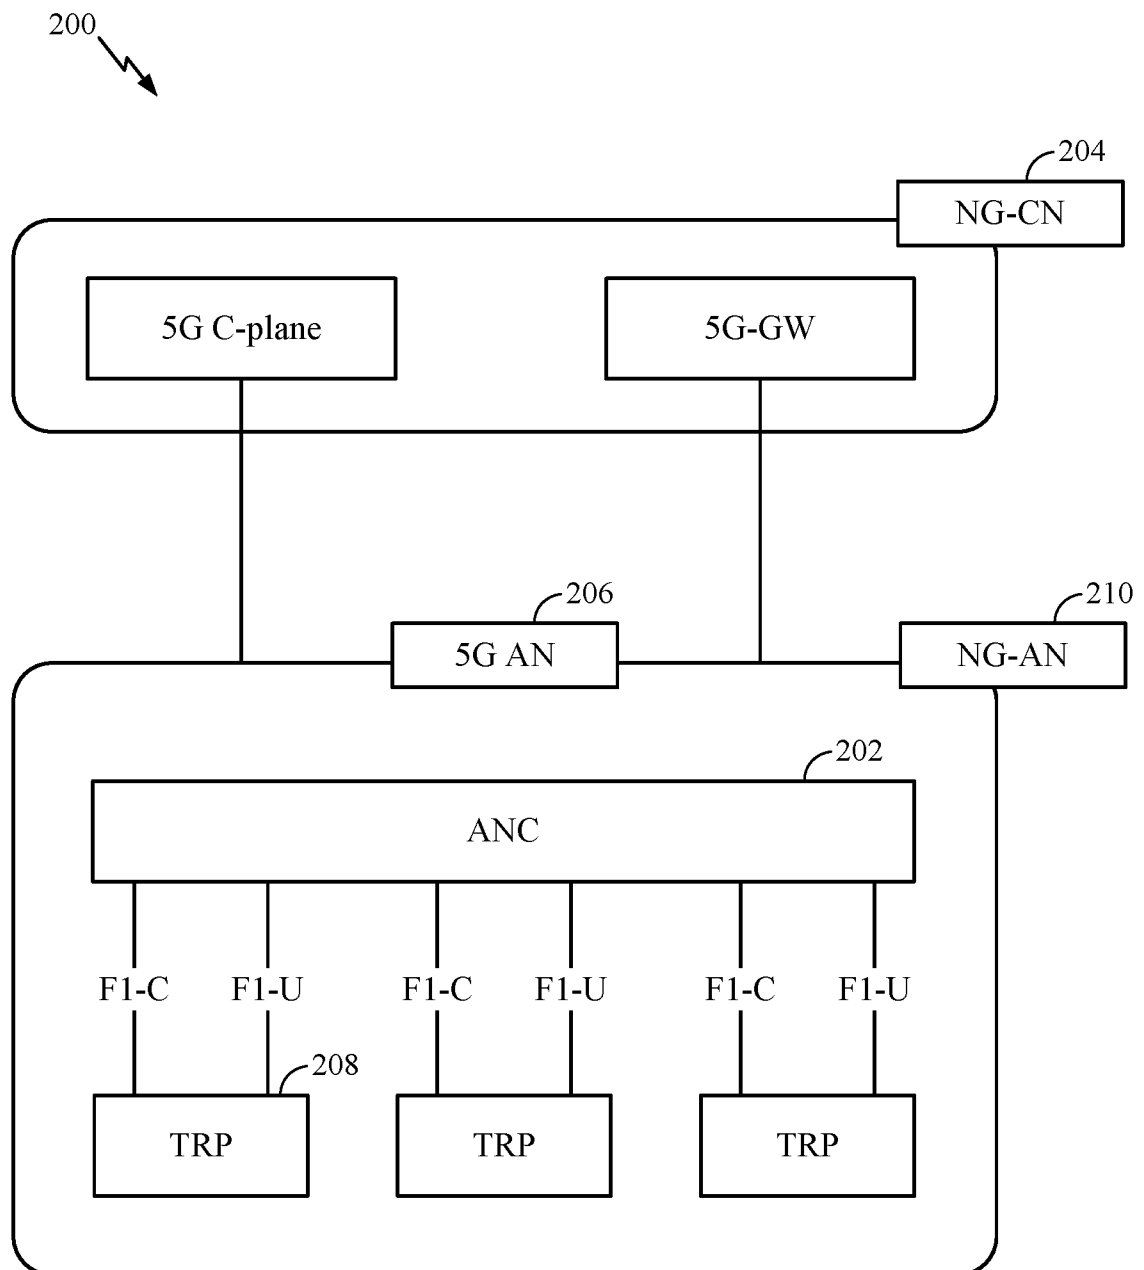 200
204
NG-CN
5G C-plane
5G-GW
206
210
5G AN
NG-AN
202
ANC
F1-C F1-U F1-C F1-U F1-C F1-U
208
TRP TRP TRP